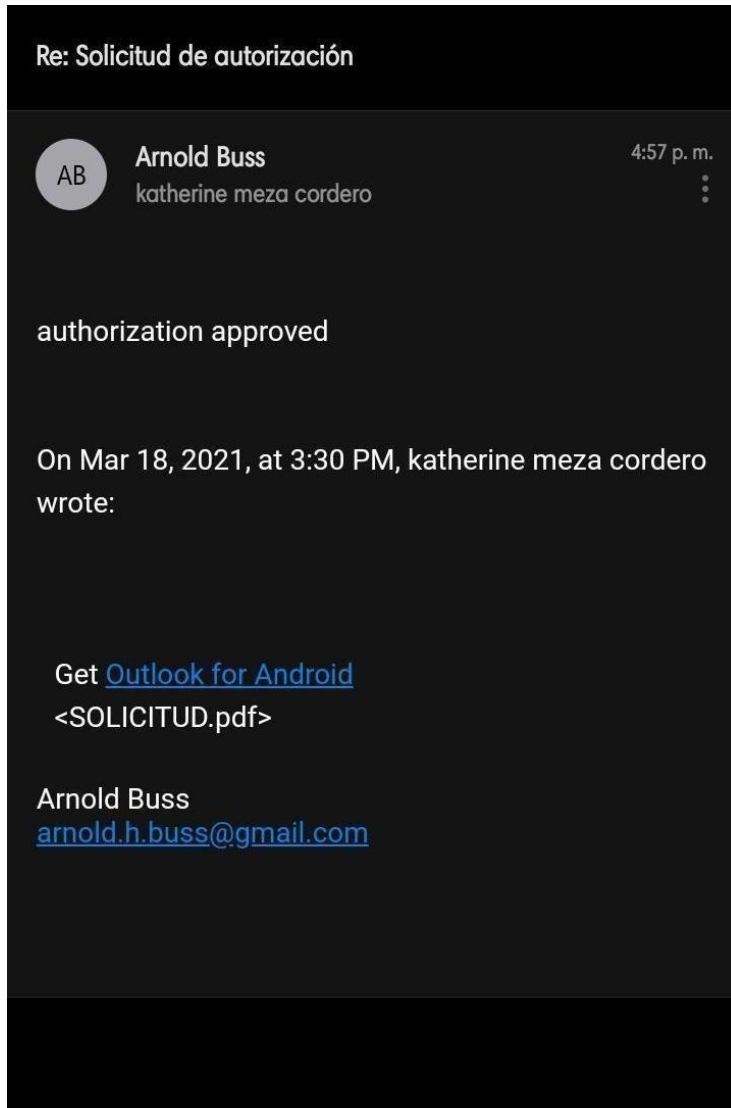 Re: Solicitud de autorización
AB
Arnold Buss
4:57 p. m.
katherine meza cordero
authorization approved
On Mar 18, 2021, at 3:30 PM, katherine meza cordero
wrote:
Get Outlook for Android
<SOLICITUD.pdf>
Arnold Buss
arnold.h.buss@gmail.com